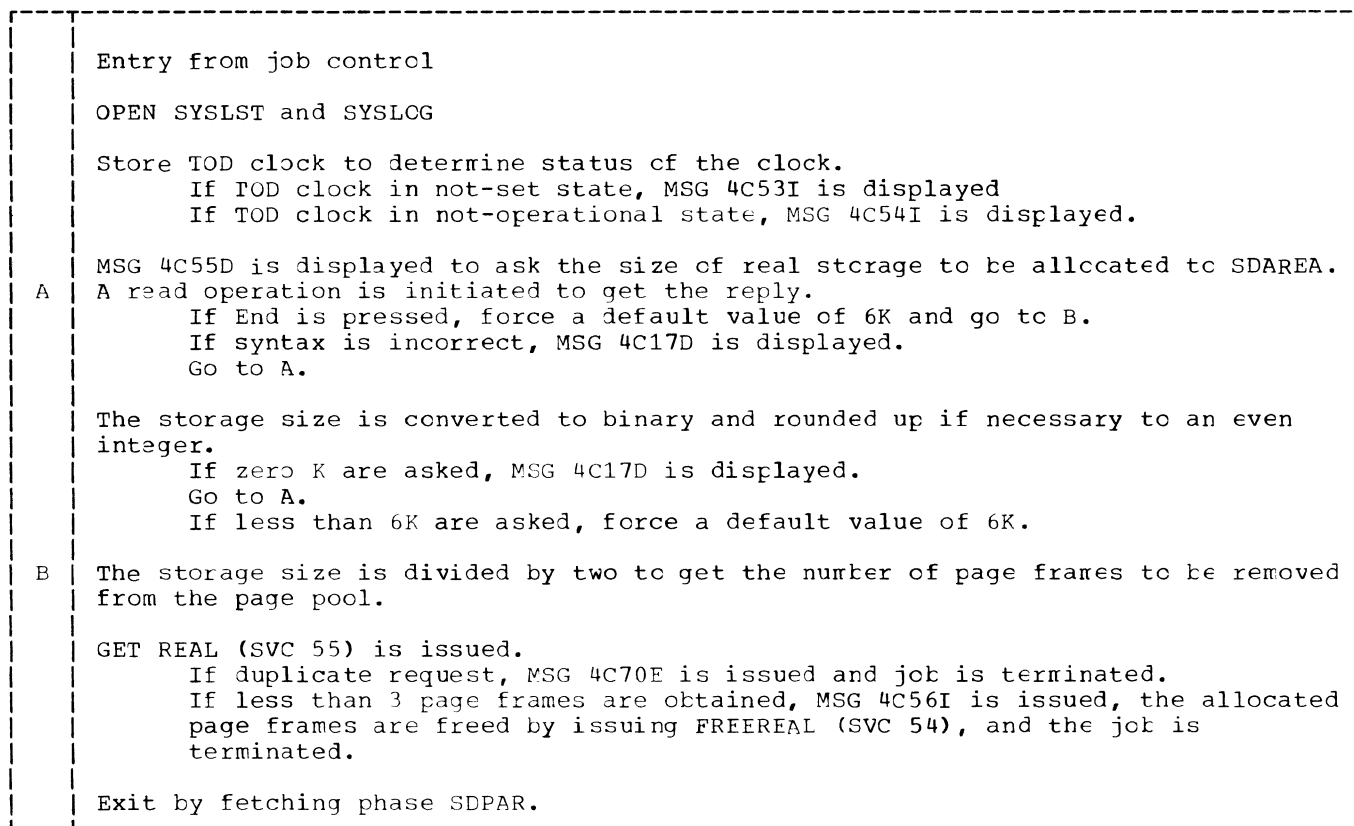 Entry from job control
OPEN SYSLST and SYSLOG
Store TOD clock to determine status of the clock.
If TOD clock in not-set state, MSG 4C53I is displayed
If TOD clock in not-operational state, MSG 4C54I is displayed.
MSG 4C55D is displayed to ask the size of real storage to be allocated to SDAREA.
A A read operation is initiated to get the reply.
If End is pressed, force a default value of 6K and go to B.
If syntax is incorrect, MSG 4C17D is displayed.
Go to A.
The storage size is converted to binary and rounded up if necessary to an even
integer.
If zero K are asked, MSG 4C17D is displayed.
Go to A.
If less than 6K are asked, force a default value of 6K.
B The storage size is divided by two to get the number of page frames to be removed
from the page pool.
GET REAL (SVC 55) is issued.
If duplicate request, MSG 4C70E is issued and job is terminated.
If less than 3 page frames are obtained, MSG 4C56I is issued, the allocated
page frames are freed by issuing FREEREAL (SVC 54), and the job is
terminated.
Exit by fetching phase SDPAR.